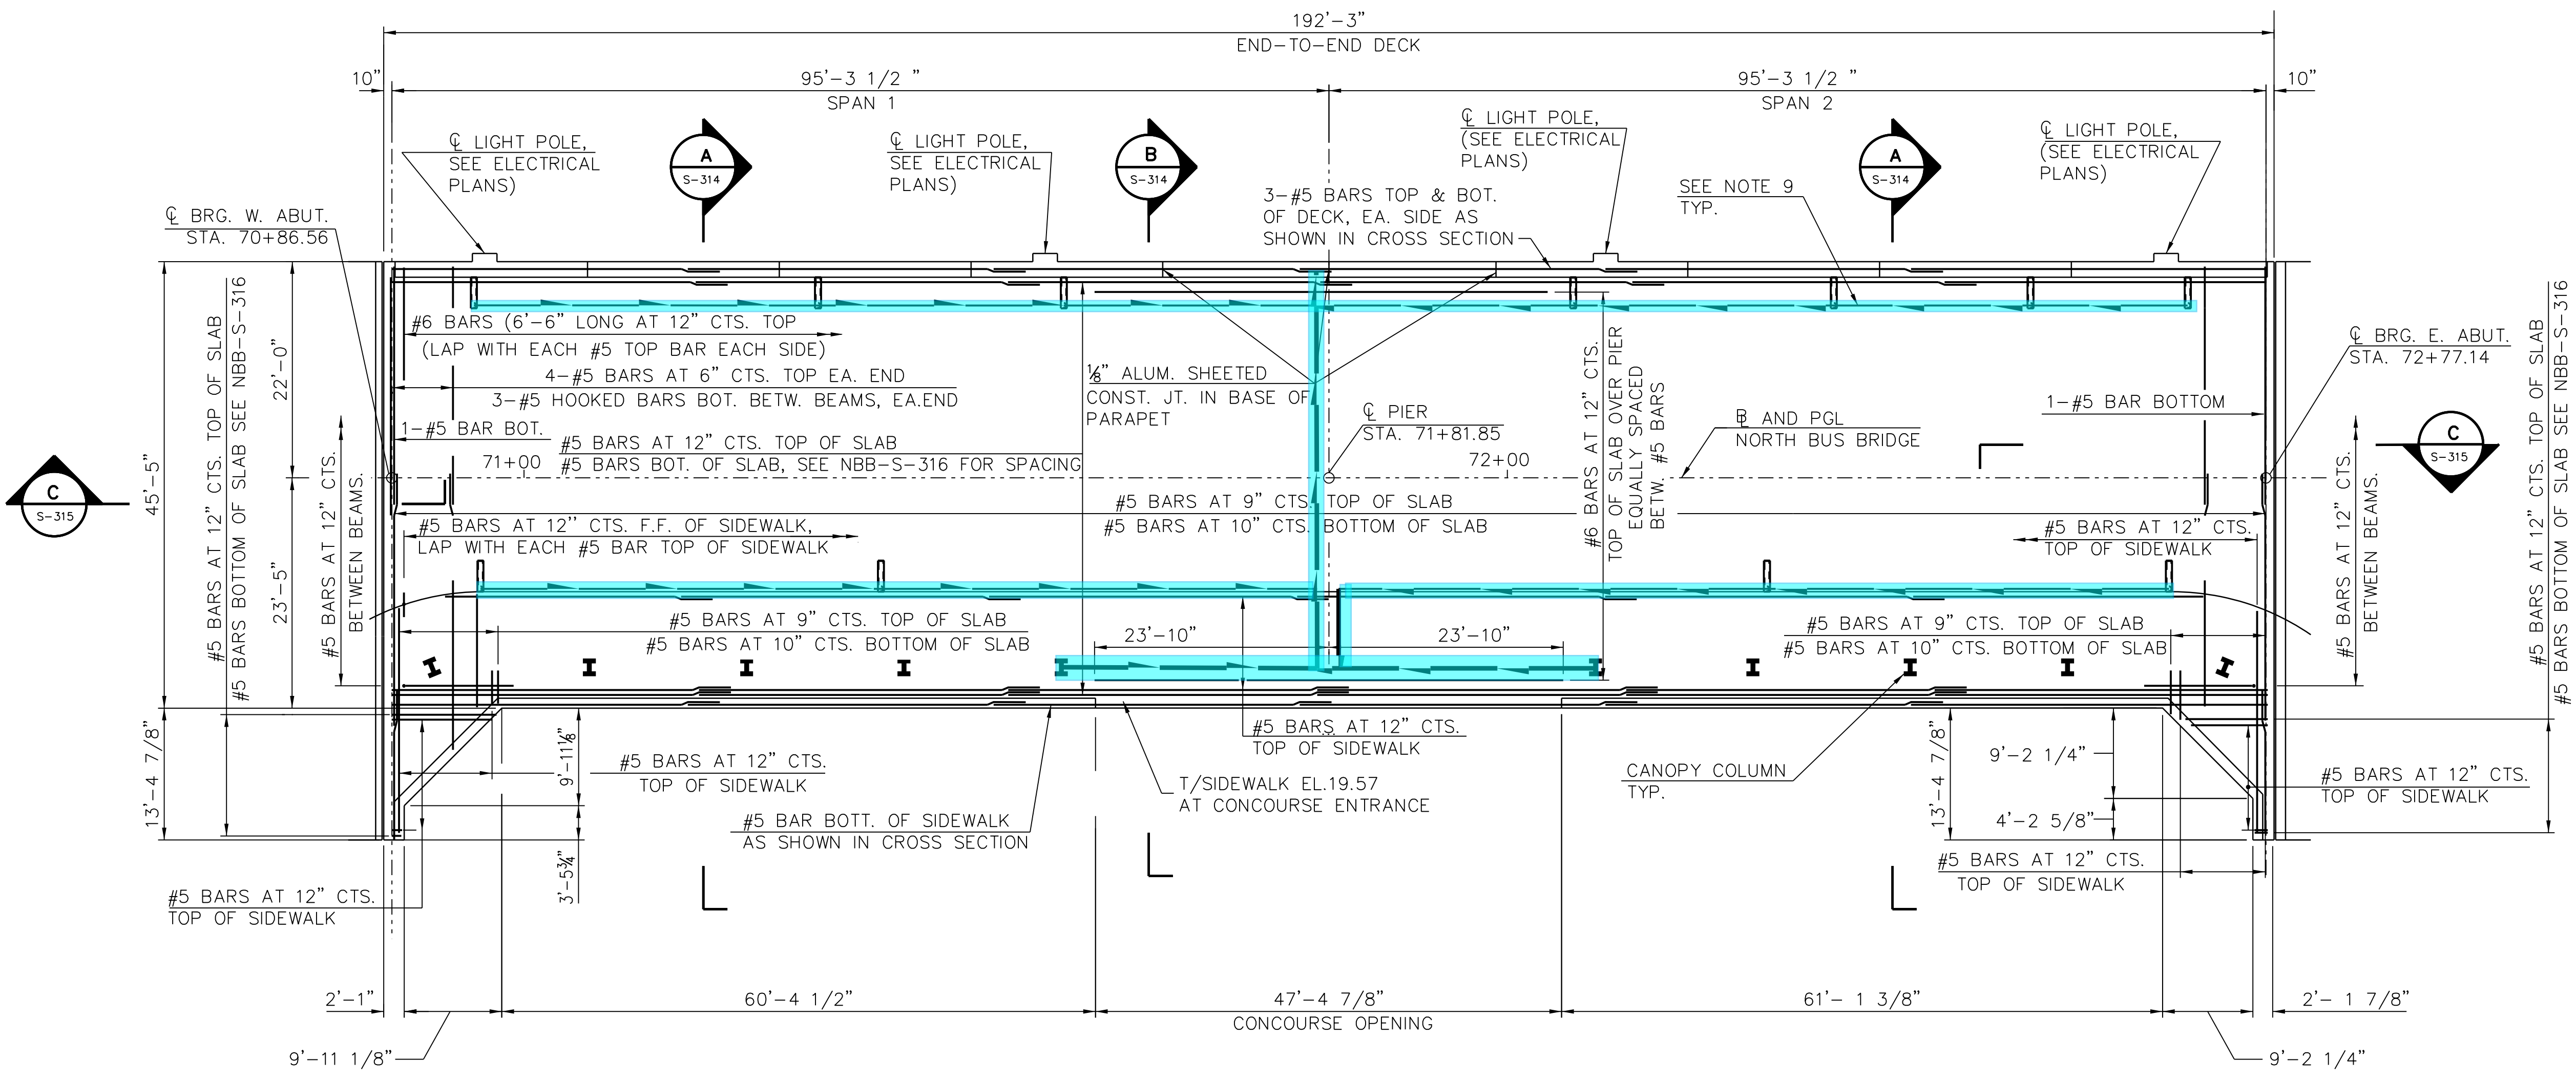 192'-3"
END-TO-END DECK
10"
95'-3 1/2 "
SPAN 1
95'-3 1/2 "
SPAN 2
10"
℄ LIGHT POLE,
SEE ELECTRICAL
PLANS)
A
S-314
℄ LIGHT POLE,
SEE ELECTRICAL
PLANS)
B
S-314
℄ LIGHT POLE,
(SEE ELECTRICAL
PLANS)
A
S-314
℄ LIGHT POLE,
(SEE ELECTRICAL
PLANS)
3-#5 BARS TOP & BOT.
OF DECK, EA. SIDE AS
SHOWN IN CROSS SECTION
SEE NOTE 9
TYP.
℄ BRG. W. ABUT.
STA. 70+86.56
#6 BARS (6'-6" LONG AT 12" CTS. TOP
(LAP WITH EACH #5 TOP BAR EACH SIDE)
4-#5 BARS AT 6" CTS. TOP EA. END
3-#5 HOOKED BARS BOT. BETW. BEAMS, EA.END
1-#5 BAR BOT.
#5 BARS AT 12" CTS. TOP OF SLAB
#5 BARS BOT. OF SLAB, SEE NBB-S-316 FOR SPACING
71+00
⅛" ALUM. SHEETED
CONST. JT. IN BASE OF
PARAPET
℄ PIER
STA. 71+81.85
#6 BARS AT 12" CTS.
TOP OF SLAB OVER PIER
EQUALLY SPACED
BETW. #5 BARS
72+00
B̲L AND PGL
NORTH BUS BRIDGE
1-#5 BAR BOTTOM
℄ BRG. E. ABUT.
STA. 72+77.14
C
S-315
C
S-315
45'-5"
13'-4 7/8"
#5 BARS AT 12" CTS. TOP OF SLAB
#5 BARS BOTTOM OF SLAB SEE NBB-S-316
22'-0"
23'-5"
#5 BARS AT 12" CTS.
BETWEEN BEAMS.
#5 BARS AT 12'' CTS. F.F. OF SIDEWALK,
LAP WITH EACH #5 BAR TOP OF SIDEWALK
#5 BARS AT 9" CTS. TOP OF SLAB
#5 BARS AT 10" CTS. BOTTOM OF SLAB
#5 BARS AT 12" CTS.
TOP OF SIDEWALK
#5 BARS AT 12" CTS.
BETWEEN BEAMS.
#5 BARS AT 12" CTS. TOP OF SLAB
#5 BARS BOTTOM OF SLAB SEE NBB-S-316
#5 BARS AT 9" CTS. TOP OF SLAB
#5 BARS AT 10" CTS. BOTTOM OF SLAB
23'-10"
23'-10"
#5 BARS AT 9" CTS. TOP OF SLAB
#5 BARS AT 10" CTS. BOTTOM OF SLAB
#5 BARS AT 12" CTS.
TOP OF SIDEWALK
9'-11⅛"
3'-5¾"
#5 BARS AT 12" CTS.
TOP OF SIDEWALK
T/SIDEWALK EL.19.57
AT CONCOURSE ENTRANCE
#5 BAR BOTT. OF SIDEWALK
AS SHOWN IN CROSS SECTION
CANOPY COLUMN
TYP.
13'-4 7/8"
9'-2 1/4"
4'-2 5/8"
#5 BARS AT 12" CTS.
TOP OF SIDEWALK
#5 BARS AT 12" CTS.
TOP OF SIDEWALK
#5 BARS AT 12" CTS.
TOP OF SIDEWALK
2'-1"
60'-4 1/2"
47'-4 7/8"
CONCOURSE OPENING
61'- 1 3/8"
2'- 1 7/8"
9'-11 1/8"
9'-2 1/4"